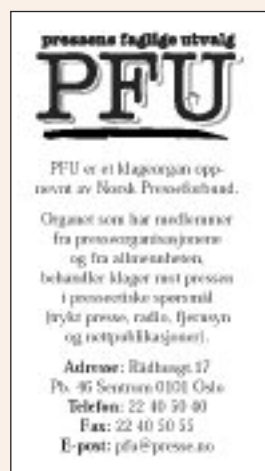 pressens faglige utvalg
PFU
PFU er et klageorgan opp-
nevnt av Norsk Presseforbund.
Organet som har medlemmer
fra presseorganisasjonene
og fra allmennheten,
behandler klager mot pressen
i presseetiske spørsmål
(trykt presse, radio, fjernsyn
og nettpublikasjoner).
Adresse: Rådhusgt.17
Pb. 46 Sentrum 0101 Oslo
Telefon: 22 40 50 40
Fax: 22 40 50 55
E-post: pfu@presse.no